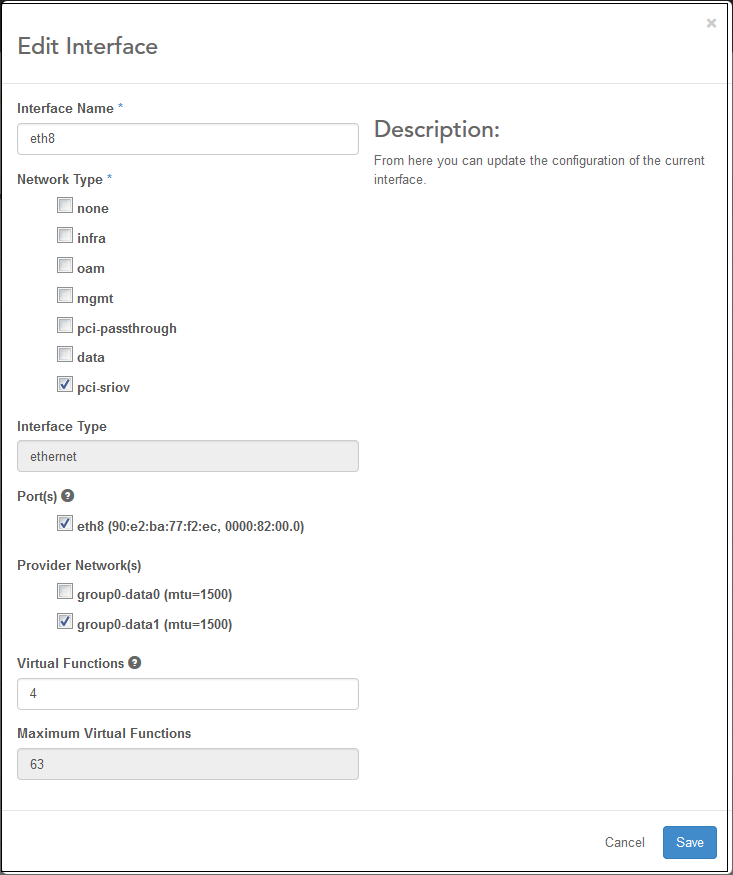 ×
Edit Interface
Interface Name *
eth8
Network Type *
none
infra
oam
mgmt
pci-passthrough
data
pci-sriov
Interface Type
ethernet
Port(s) ?
eth8 (90:e2:ba:77:f2:ec, 0000:82:00.0)
Provider Network(s)
group0-data0 (mtu=1500)
group0-data1 (mtu=1500)
Virtual Functions ?
4
Maximum Virtual Functions
63
Description:
From here you can update the configuration of the current
interface.
Cancel
Save